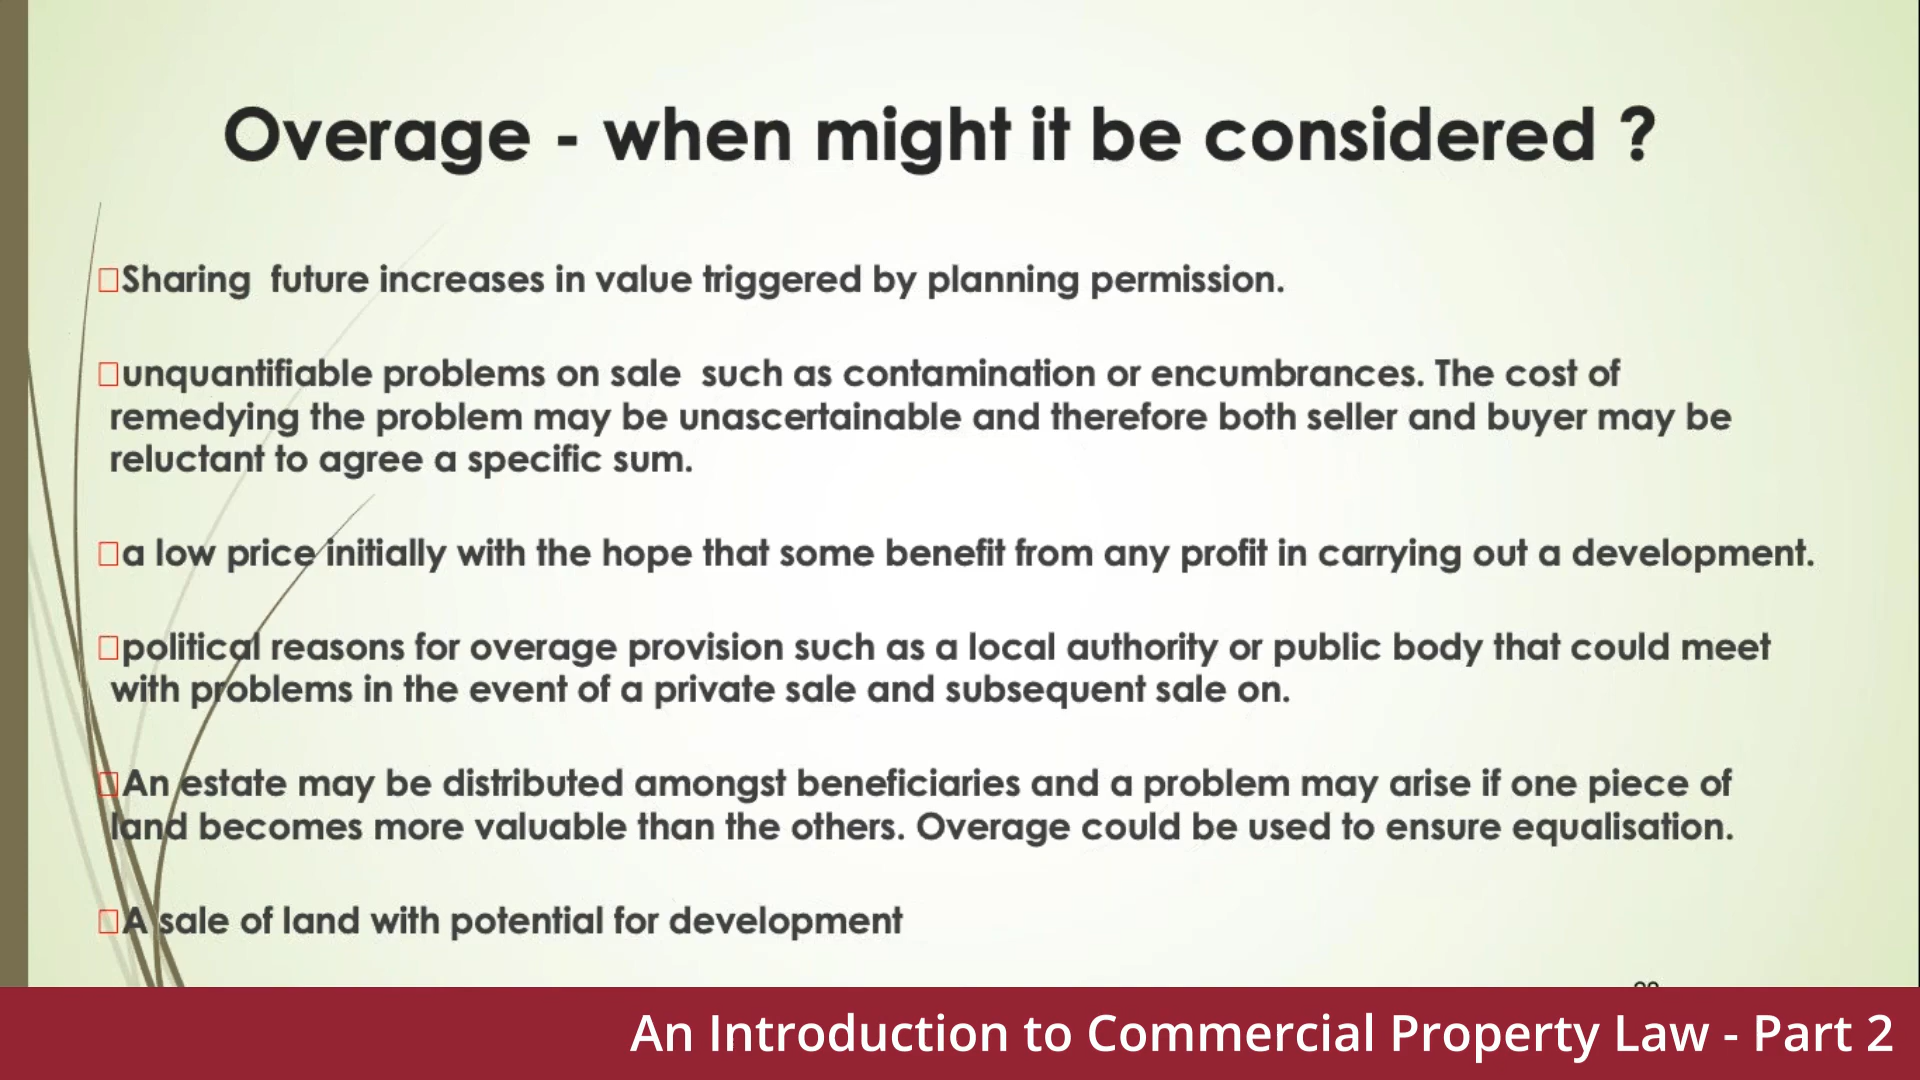 Overage - when might it be considered ?
Sharing future increases in value triggered by planning permission.
unquantifiable problems on sale such as contamination or encumbrances. The cost of
remedying the problem may be unascertainable and therefore both seller and buyer may be
reluctant to agree a specific sum.
a low price initially with the hope that some benefit from any profit in carrying out a development.
political reasons for overage provision such as a local authority or public body that could meet
with problems in the event of a private sale and subsequent sale on.
An estate may be distributed amongst beneficiaries and a problem may arise if one piece of
land becomes more valuable than the others. Overage could be used to ensure equalisation.
A sale of land with potential for development
An Introduction to Commercial Property Law - Part 2